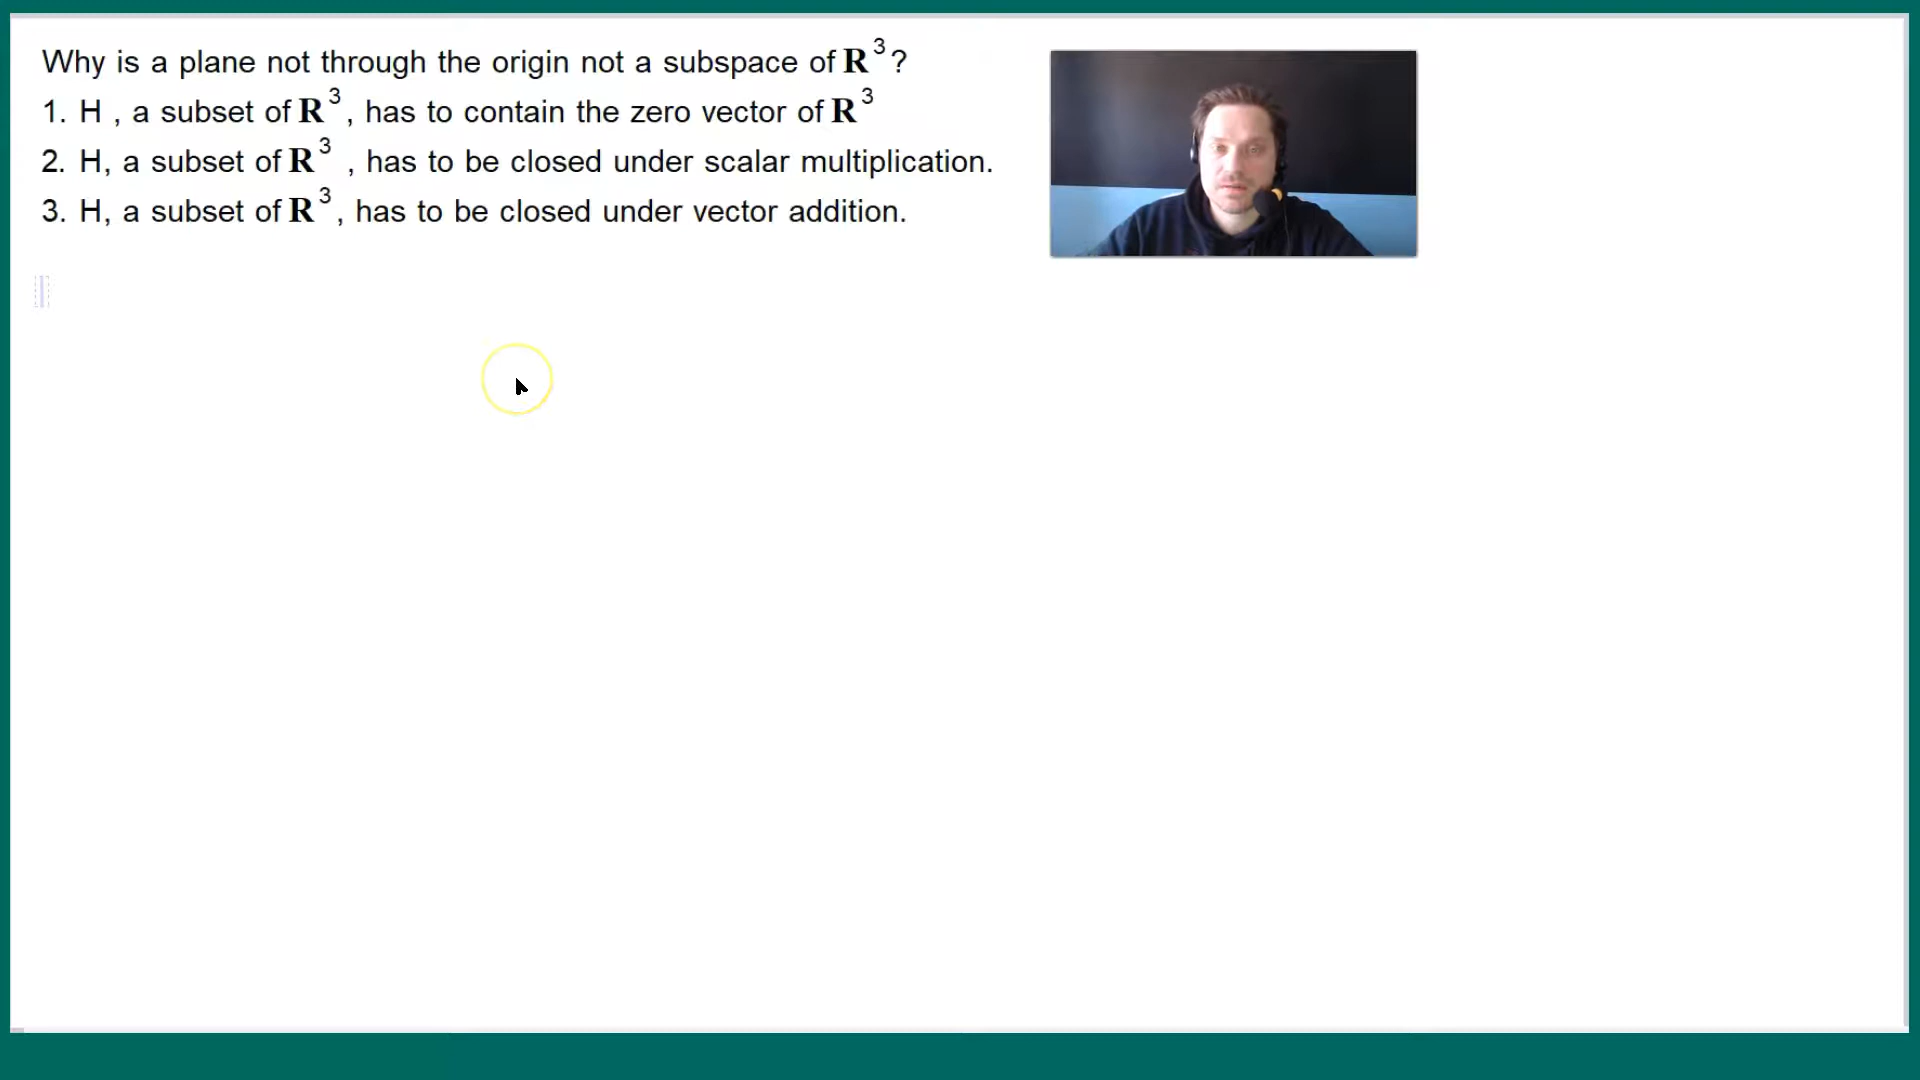 Why is a plane not through the origin not a subspace of R³?
1. H , a subset of R³, has to contain the zero vector of R³
2. H, a subset of R³ , has to be closed under scalar multiplication.
3. H, a subset of R³, has to be closed under vector addition.